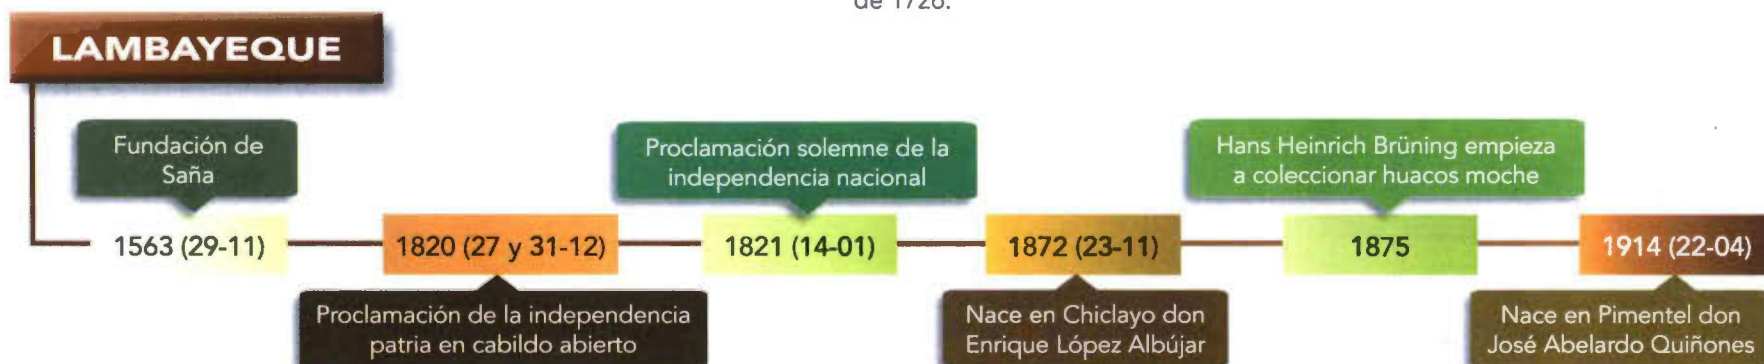 de 1726.
LAMBAYEQUE
Fundación de
Saña
1563 (29-11)
1820 (27 y 31-12)
Proclamación de la independencia
patria en cabildo abierto
Proclamación solemne de la
independencia nacional
1821 (14-01)
1872 (23-11)
Nace en Chiclayo don
Enrique López Albújar
Hans Heinrich Brüning empieza
a coleccionar huacos moche
1875
1914 (22-04)
Nace en Pimentel don
José Abelardo Quiñones